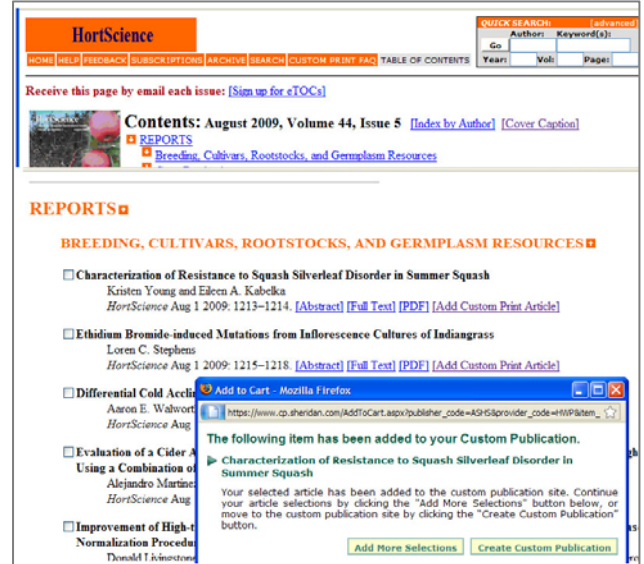 HortScience
QUICK SEARCH: [advanced]
Author: Keyword(s):
Go
Year: Vol: Page:
HOME HELP FEEDBACK SUBSCRIPTIONS ARCHIVE SEARCH CUSTOM PRINT FAQ TABLE OF CONTENTS
Receive this page by email each issue: [Sign up for eTOCs]
Contents: August 2009, Volume 44, Issue 5 [Index by Author] [Cover Caption]
REPORTS
Breeding, Cultivars, Rootstocks, and Germplasm Resources
REPORTS
BREEDING, CULTIVARS, ROOTSTOCKS, AND GERMPLASM RESOURCES
Characterization of Resistance to Squash Silverleaf Disorder in Summer Squash
Kristen Young and Eileen A. Kabelka
HortScience Aug 1 2009: 1213–1214. [Abstract] [Full Text] [PDF] [Add Custom Print Article]
Ethidium Bromide-induced Mutations from Inflorescence Cultures of Indiangrass
Loren C. Stephens
HortScience Aug 1 2009: 1215–1218. [Abstract] [Full Text] [PDF] [Add Custom Print Article]
Differential Cold Acclin
Aaron E. Walwort
HortScience Aug
Evaluation of a Cider A
Using a Combination of
Alejandro Martine
HortScience Aug
Improvement of High-t
Normalization Procedu
Donald Livingstone
Add to Cart - Mozilla Firefox
https://www.cp.sheridan.com/AddToCart.aspx?publisher_code=ASHS&provider_code=HWP&item_
The following item has been added to your Custom Publication.
Characterization of Resistance to Squash Silverleaf Disorder in
Summer Squash
Your selected article has been added to the custom publication site. Continue
your article selections by clicking the "Add More Selections" button below, or
move to the custom publication site by clicking the "Create Custom Publication"
button.
Add More Selections Create Custom Publication